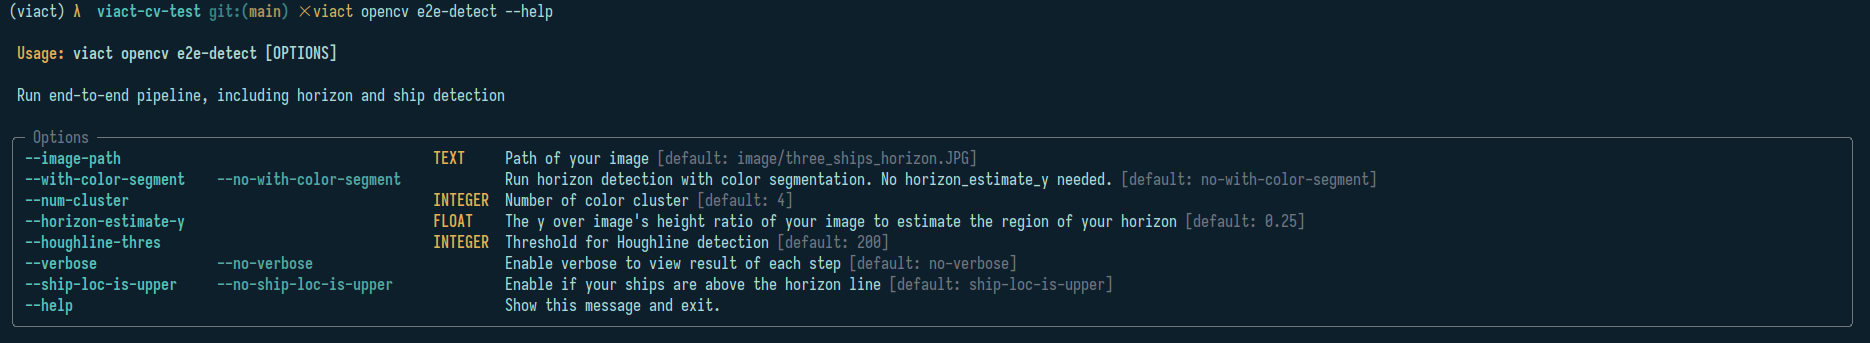 (viact) λ  viact-cv-test git:(main) ×viact opencv e2e-detect --help
Usage: viact opencv e2e-detect [OPTIONS]
Run end-to-end pipeline, including horizon and ship detection
Options
--image-path TEXT Path of your image [default: image/three_ships_horizon.JPG]
--with-color-segment --no-with-color-segment Run horizon detection with color segmentation. No horizon_estimate_y needed. [default: no-with-color-segment]
--num-cluster INTEGER Number of color cluster [default: 4]
--horizon-estimate-y FLOAT The y over image's height ratio of your image to estimate the region of your horizon [default: 0.25]
--houghline-thres INTEGER Threshold for Houghline detection [default: 200]
--verbose --no-verbose Enable verbose to view result of each step [default: no-verbose]
--ship-loc-is-upper --no-ship-loc-is-upper Enable if your ships are above the horizon line [default: ship-loc-is-upper]
--help Show this message and exit.